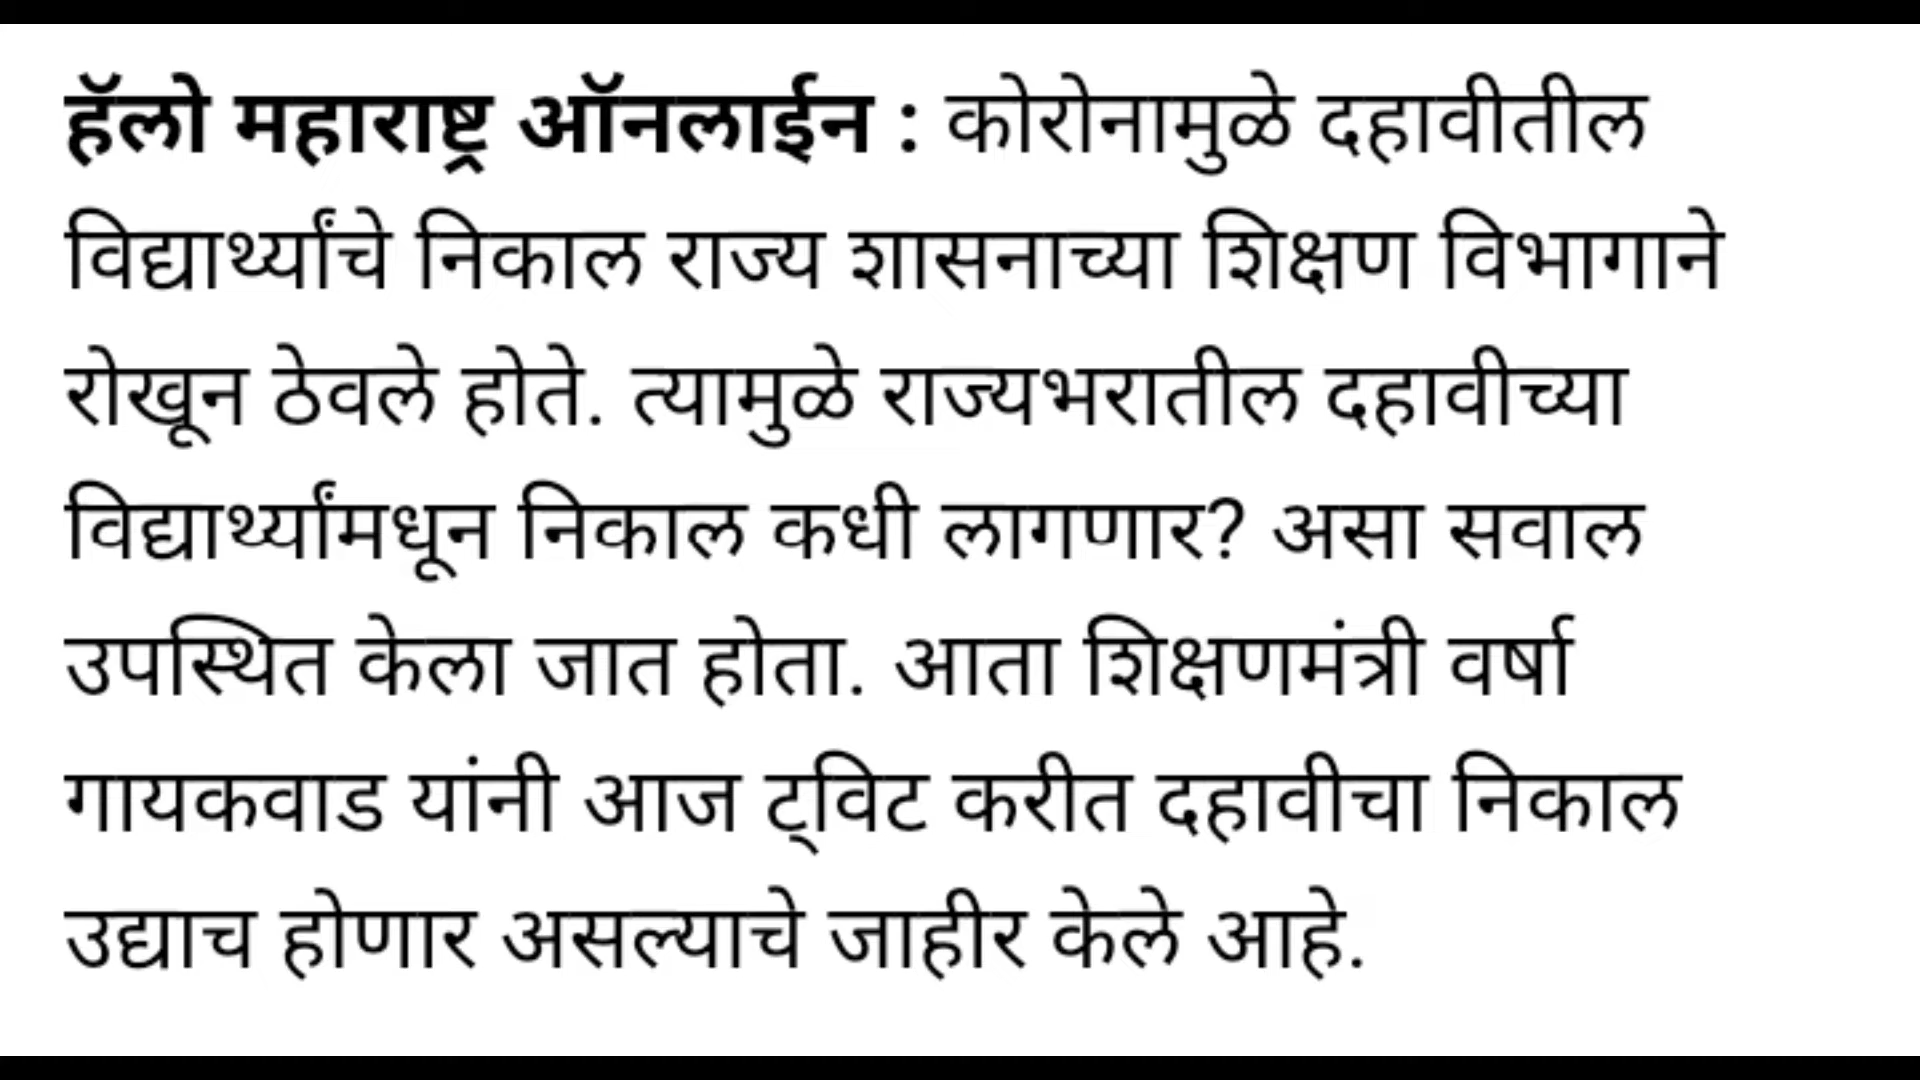 हॅलो महाराष्ट्र ऑनलाईन : कोरोनामुळे दहावीतील
विद्यार्थ्यांचे निकाल राज्य शासनाच्या शिक्षण विभागाने
रोखून ठेवले होते. त्यामुळे राज्यभरातील दहावीच्या
विद्यार्थ्यांमधून निकाल कधी लागणार? असा सवाल
उपस्थित केला जात होता. आता शिक्षणमंत्री वर्षा
गायकवाड यांनी आज ट्विट करीत दहावीचा निकाल
उद्याच होणार असल्याचे जाहीर केले आहे.